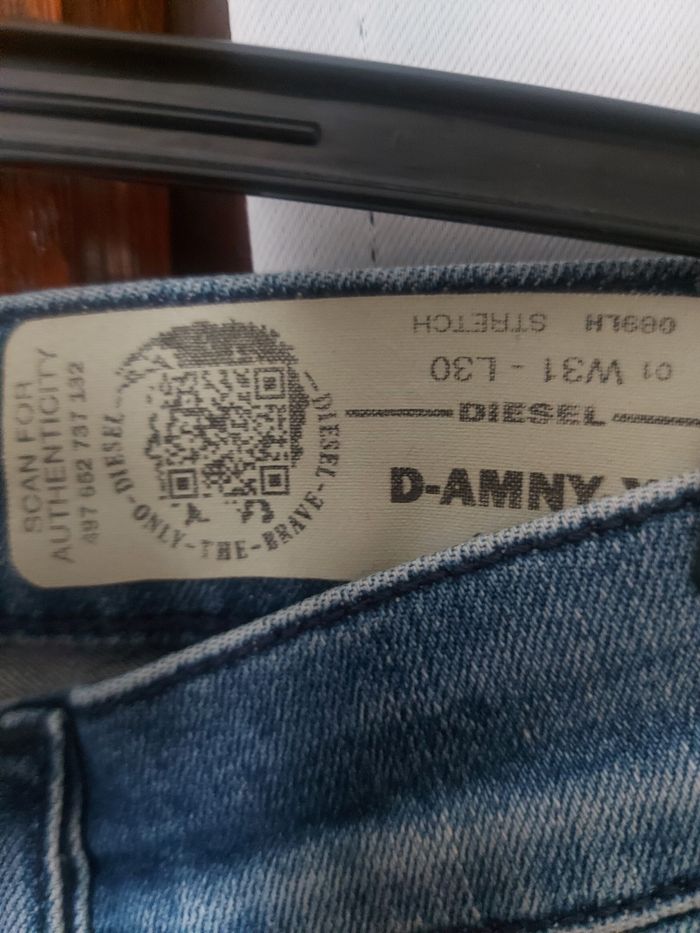 SCAN FOR
AUTHENTICITY
497 662 737 132
DIESEL-ONLY-THE-BRAVE-DIESEL
069LH STRETCH
01 W31 - L30
DIESEL
D-AMNY